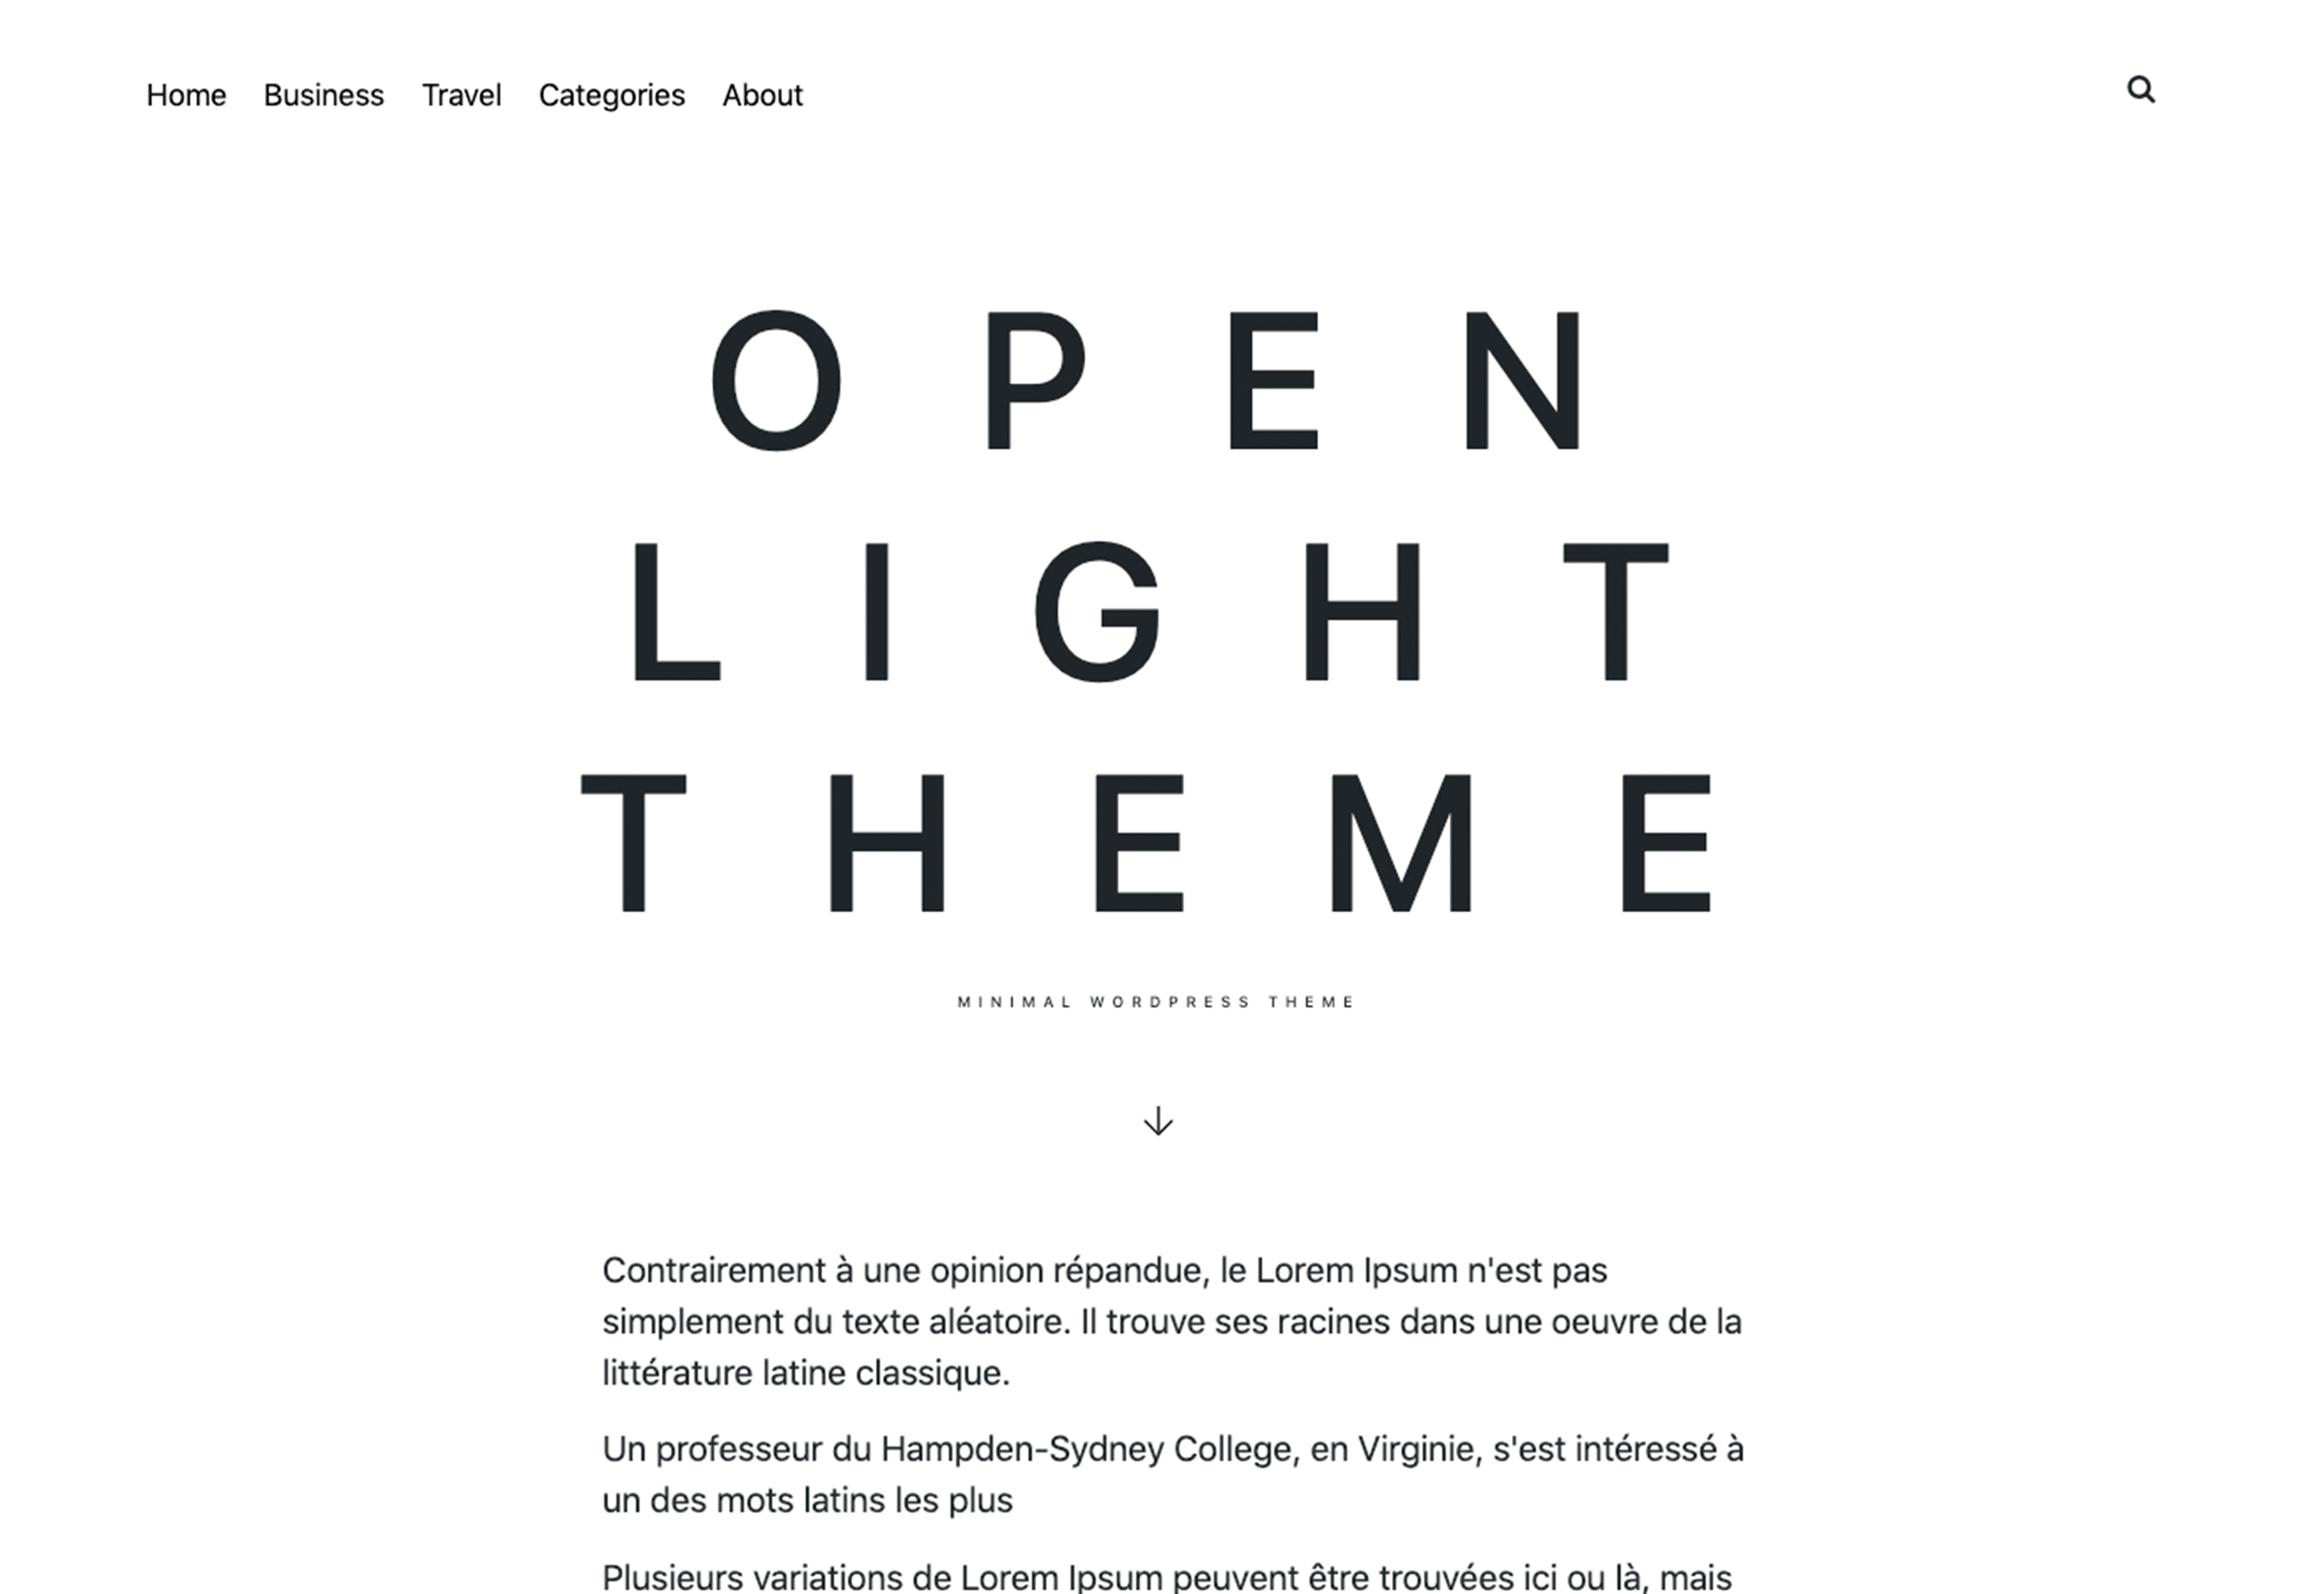 Home Business Travel Categories About
OPEN
LIGHT
THEME
MINIMAL WORDPRESS THEME
Contrairement à une opinion répandue, le Lorem Ipsum n'est pas
simplement du texte aléatoire. Il trouve ses racines dans une oeuvre de la
littérature latine classique.
Un professeur du Hampden-Sydney College, en Virginie, s'est intéressé à
un des mots latins les plus
Plusieurs variations de Lorem Ipsum peuvent être trouvées ici ou là, mais